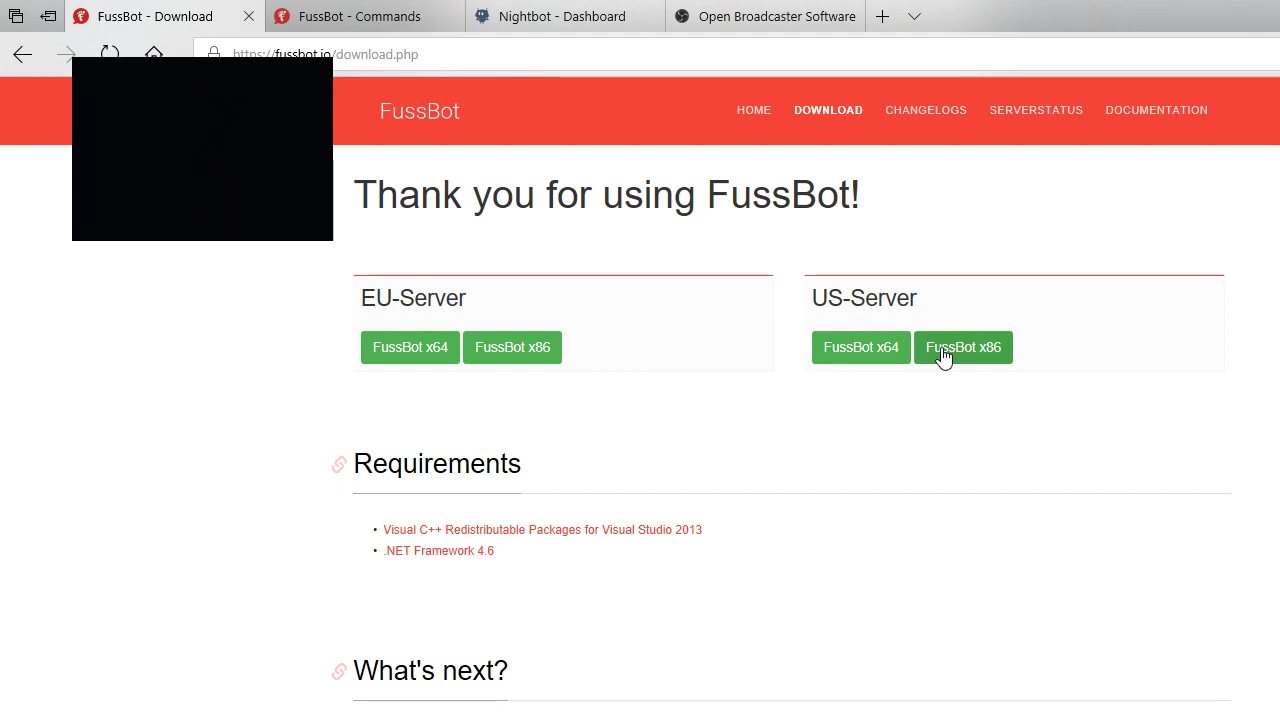 FussBot - Download
FussBot - Commands
Nightbot - Dashboard
Open Broadcaster Software
https://fussbot.io/download.php
FussBot
HOME
DOWNLOAD
CHANGELOGS
SERVERSTATUS
DOCUMENTATION
Thank you for using FussBot!
EU-Server
FussBot x64
FussBot x86
US-Server
FussBot x64
FussBot x86
Requirements
• Visual C++ Redistributable Packages for Visual Studio 2013
• .NET Framework 4.6
What's next?